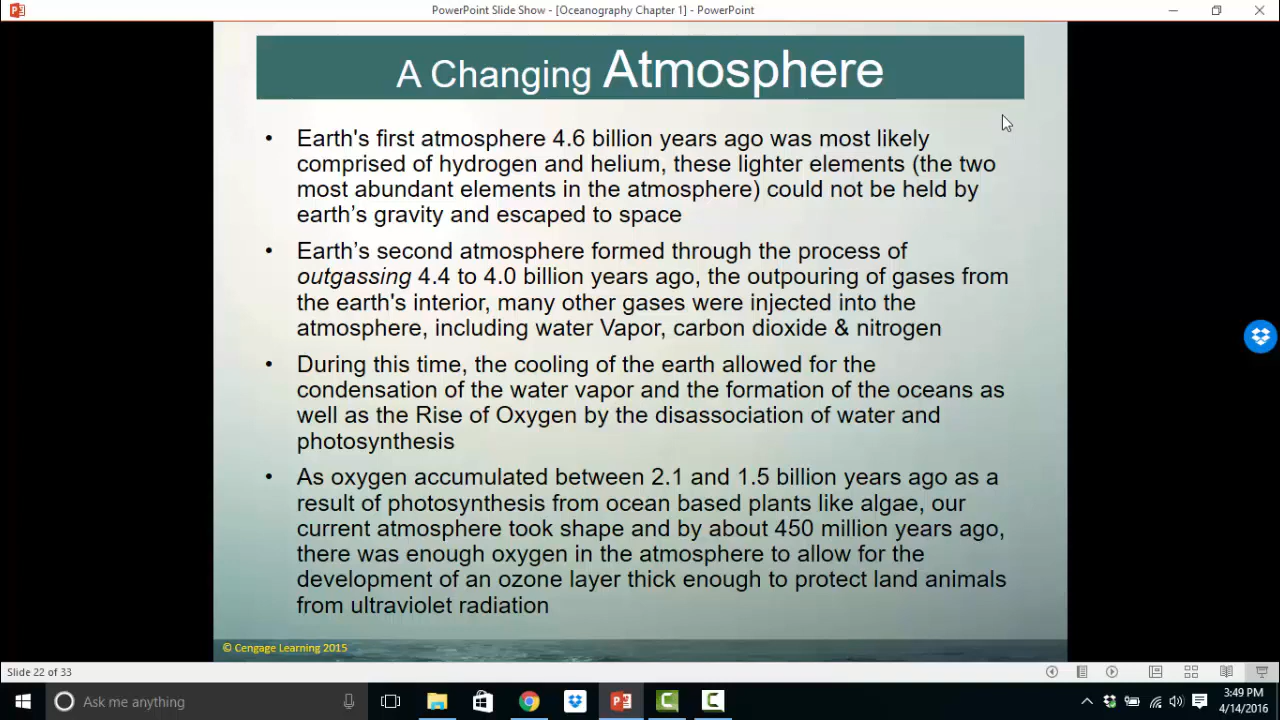 PowerPoint Slide Show - [Oceanography Chapter 1] - PowerPoint
A Changing Atmosphere
• Earth's first atmosphere 4.6 billion years ago was most likely
comprised of hydrogen and helium, these lighter elements (the two
most abundant elements in the atmosphere) could not be held by
earth’s gravity and escaped to space
• Earth’s second atmosphere formed through the process of
outgassing 4.4 to 4.0 billion years ago, the outpouring of gases from
the earth's interior, many other gases were injected into the
atmosphere, including water Vapor, carbon dioxide & nitrogen
• During this time, the cooling of the earth allowed for the
condensation of the water vapor and the formation of the oceans as
well as the Rise of Oxygen by the disassociation of water and
photosynthesis
• As oxygen accumulated between 2.1 and 1.5 billion years ago as a
result of photosynthesis from ocean based plants like algae, our
current atmosphere took shape and by about 450 million years ago,
there was enough oxygen in the atmosphere to allow for the
development of an ozone layer thick enough to protect land animals
from ultraviolet radiation
© Cengage Learning 2015
Slide 22 of 33
Ask me anything
3:49 PM
4/14/2016